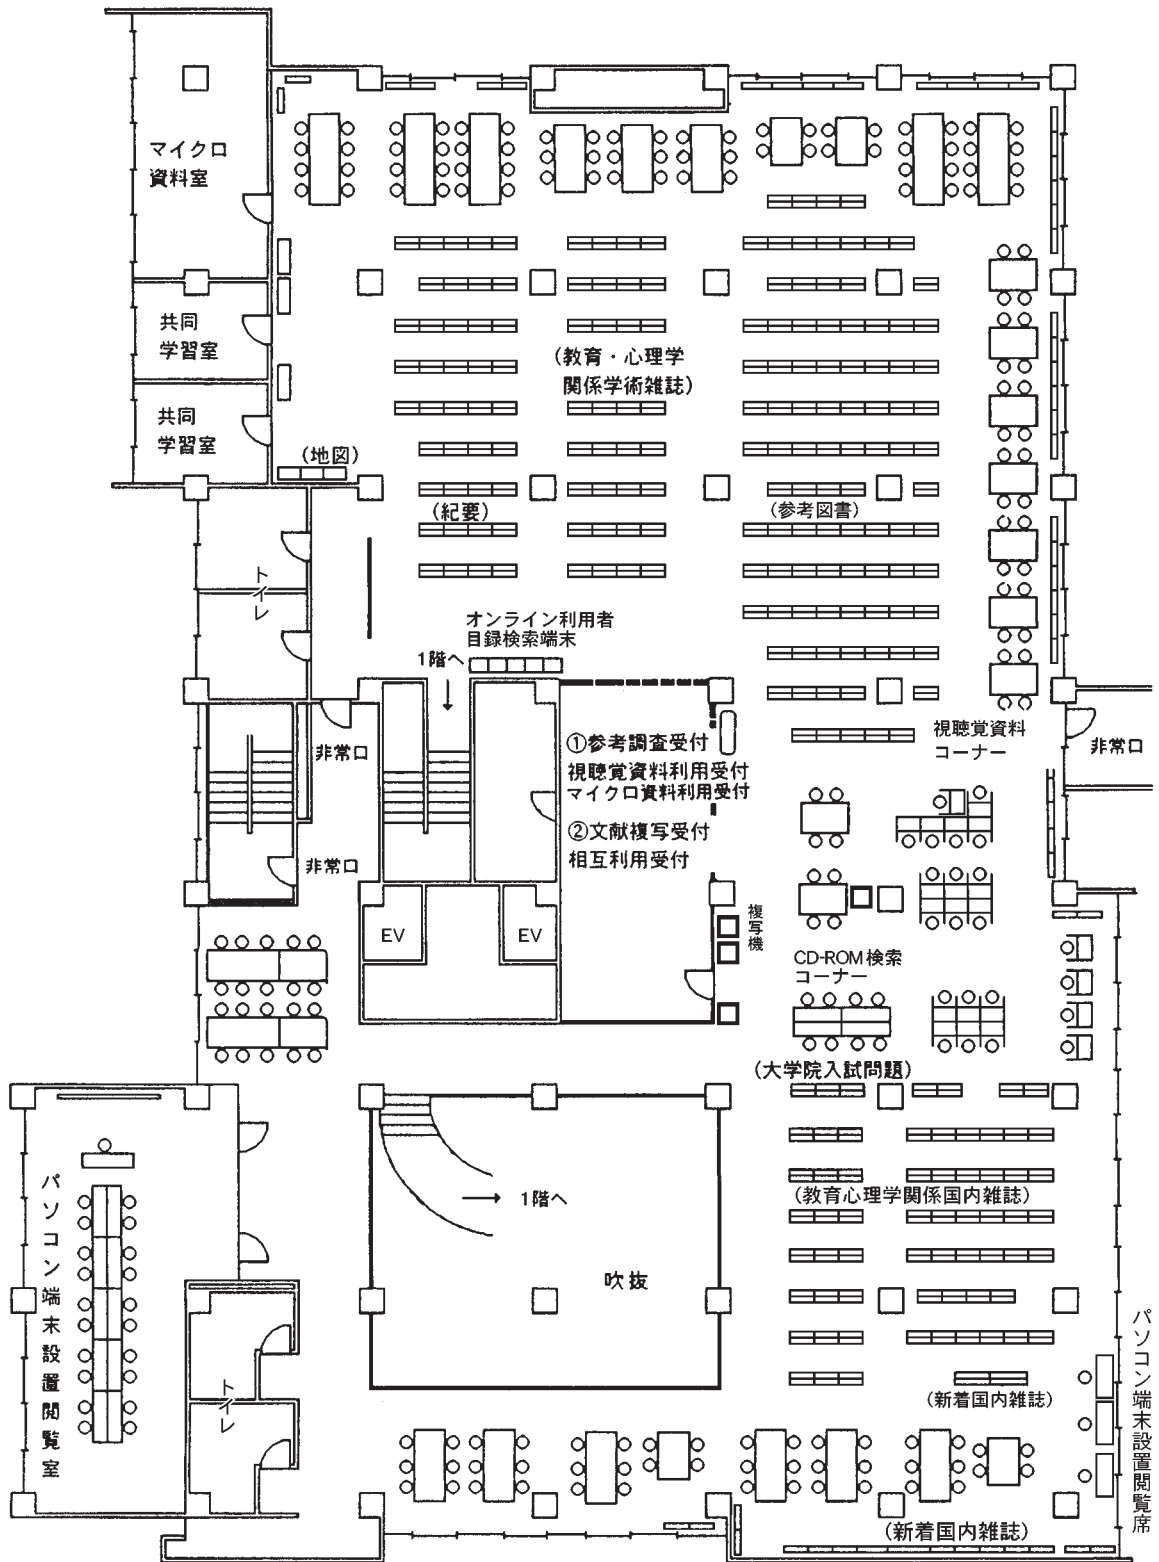 マイクロ
資料室
共同
学習室
共同
学習室
(地図)
(教育・心理学
関係学術雑誌)
(紀要)
(参考図書)
トイレ
オンライン利用者
目録検索端末
1階へ
非常口
非常口
①参考調査受付
視聴覚資料利用受付
マイクロ資料利用受付
②文献複写受付
相互利用受付
視聴覚資料
コーナー
非常口
EV
EV
複写機
CD-ROM検索
コーナー
(大学院入試問題)
パソコン端末設置閲覧室
1階へ
吹抜
(教育心理学関係国内雑誌)
トイレ
(新着国内雑誌)
パソコン端末設置閲覧席
(新着国内雑誌)